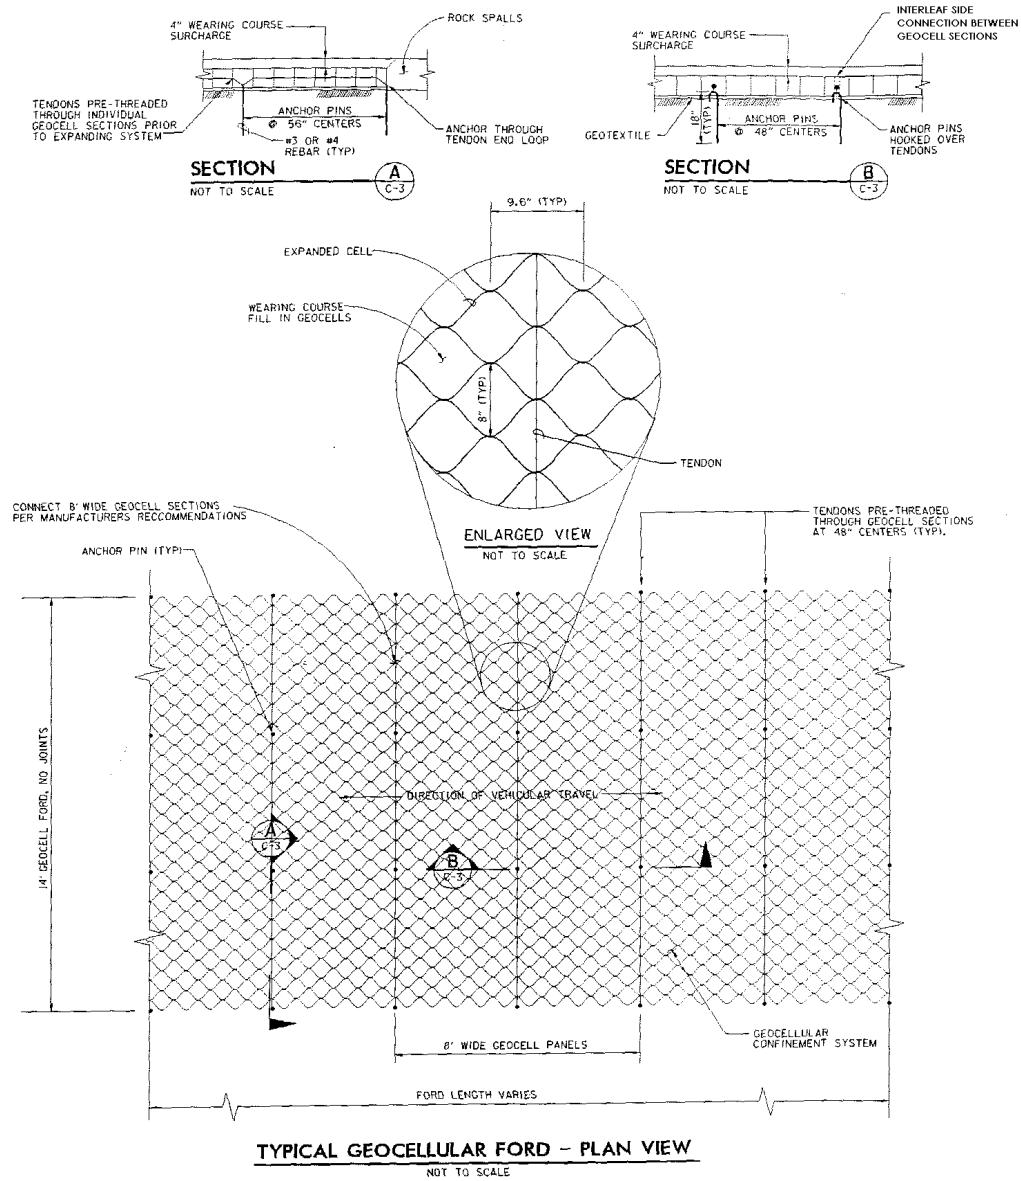 4" WEARING COURSE
SURCHARGE
ROCK SPALLS
TENDONS PRE-THREADED
THROUGH INDIVIDUAL
GEOCELL SECTIONS PRIOR
TO EXPANDING SYSTEM
ANCHOR PINS
@ 56" CENTERS
#3 OR #4
REBAR (TYP)
ANCHOR THROUGH
TENDON END LOOP
SECTION
NOT TO SCALE
A
C-3
INTERLEAF SIDE
CONNECTION BETWEEN
GEOCELL SECTIONS
4" WEARING COURSE
SURCHARGE
GEOTEXTILE
18"
(TYP)
ANCHOR PINS
@ 48" CENTERS
ANCHOR PINS
HOOKED OVER
TENDONS
SECTION
NOT TO SCALE
B
C-3
9.6" (TYP)
EXPANDED CELL
WEARING COURSE
FILL IN GEOCELLS
8" (TYP)
TENDON
ENLARGED VIEW
NOT TO SCALE
CONNECT 8' WIDE GEOCELL SECTIONS
PER MANUFACTURERS RECCOMMENDATIONS
ANCHOR PIN (TYP)
TENDONS PRE-THREADED
THROUGH GEOCELL SECTIONS
AT 48" CENTERS (TYP).
14' GEOCELL FORD, NO JOINTS
DIRECTION OF VEHICULAR TRAVEL
A
C-3
B
C-3
8' WIDE GEOCELL PANELS
GEOCELLULAR
CONFINEMENT SYSTEM
FORD LENGTH VARIES
TYPICAL GEOCELLULAR FORD - PLAN VIEW
NOT TO SCALE